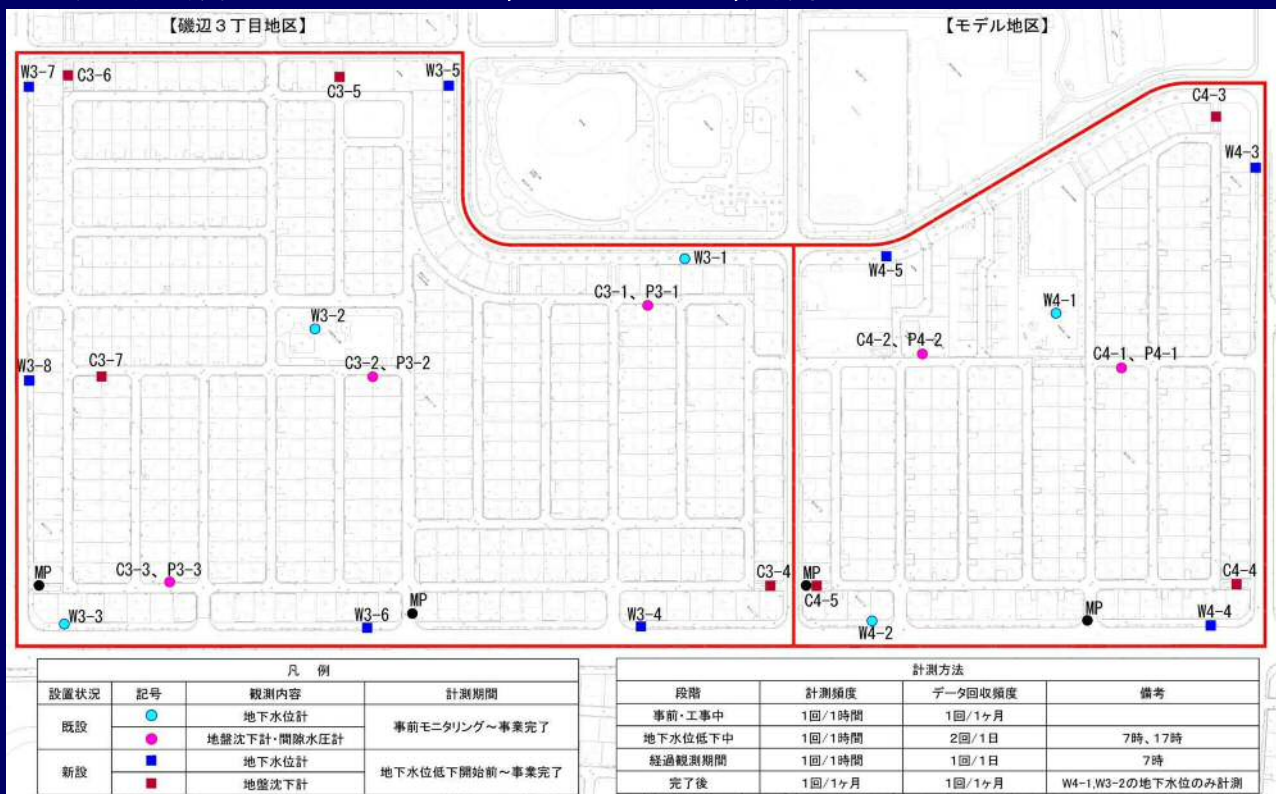 【磯辺３丁目地区】
【モデル地区】
W3-7
C3-6
C3-5
W3-5
C4-3
W4-3
W3-1
W4-5
C3-1、P3-1
W3-2
W4-1
C3-2、P3-2
C4-2、P4-2
C4-1、P4-1
W3-8
C3-7
MP
C3-3、P3-3
C3-4
MP
C4-5
C4-4
W3-3
W3-6
MP
W3-4
W4-2
MP
W4-4
凡 例
設置状況 記号 観測内容 計測期間
既設 地下水位計 事前モニタリング～事業完了
地盤沈下計・間隙水圧計
新設 地下水位計 地下水位低下開始前～事業完了
地盤沈下計
計測方法
段階 計測頻度 データ回収頻度 備考
事前・工事中 1回/1時間 1回/1ヶ月
地下水位低下中 1回/1時間 2回/1日 7時、17時
経過観測期間 1回/1時間 1回/1日 7時
完了後 1回/1ヶ月 1回/1ヶ月 W4-1,W3-2の地下水位のみ計測